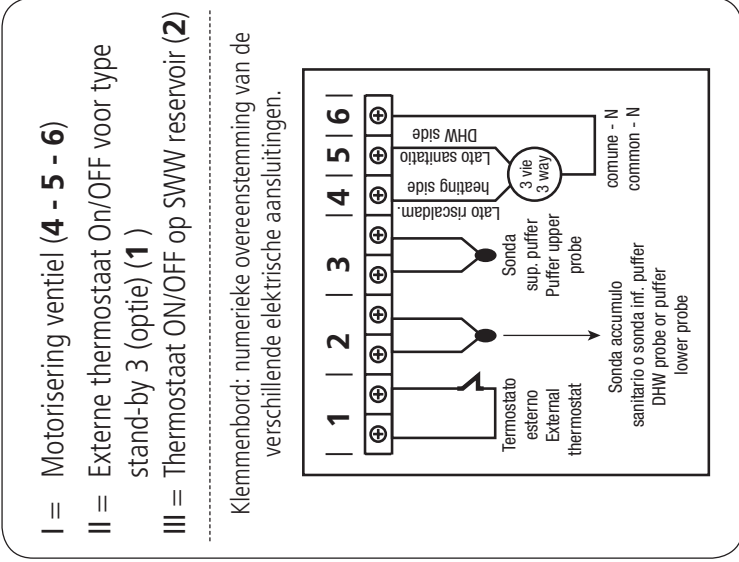 I = Motorisering ventiel (4 - 5 - 6)
II = Externe thermostaat On/OFF voor type
stand-by 3 (optie) (1 )
III = Thermostaat ON/OFF op SWW reservoir (2)
Klemmenbord: numerieke overeenstemming van de
verschillende elektrische aansluitingen.
| 1 | 2 | 3 | 4 | 5 | 6
Termostato
esterno
External
thermostat
Sonda accumulo
sanitario o sonda inf. puffer
DHW probe or puffer
lower probe
Sonda
sup. puffer
Puffer upper
probe
Lato riscaldam.
heating side
Lato sanitatio
DHW side
3 vie
3 way
comune - N
common - N